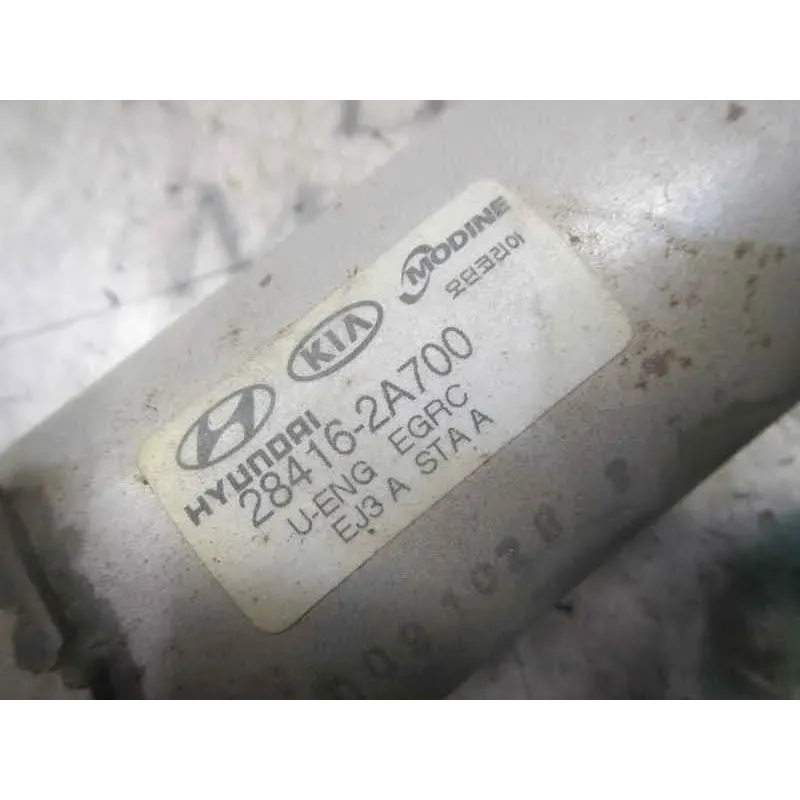 MODINE
모딘코리아
KIA
HYUNDAI
28416-2A700
U-ENG EGRC
EJ3 A STA A